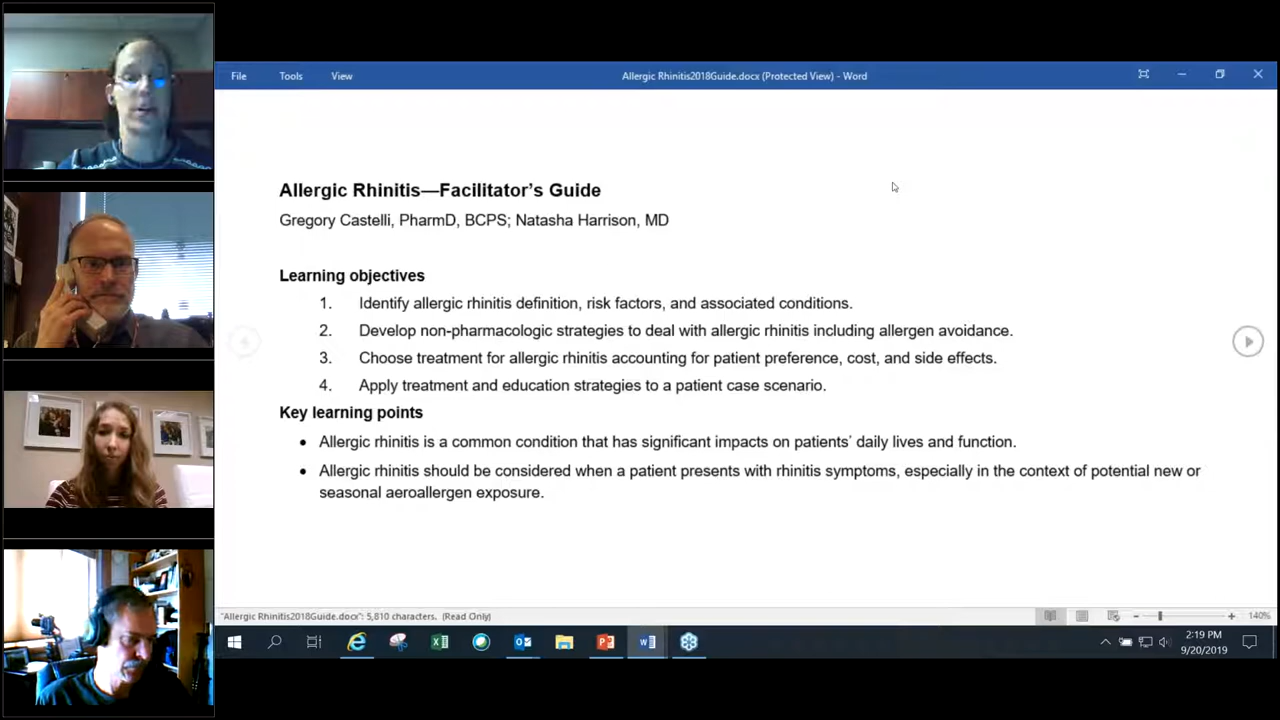 File Tools View Allergic Rhinitis2018Guide.docx (Protected View) - Word
Allergic Rhinitis—Facilitator's Guide
Gregory Castelli, PharmD, BCPS; Natasha Harrison, MD
Learning objectives
1. Identify allergic rhinitis definition, risk factors, and associated conditions.
2. Develop non-pharmacologic strategies to deal with allergic rhinitis including allergen avoidance.
3. Choose treatment for allergic rhinitis accounting for patient preference, cost, and side effects.
4. Apply treatment and education strategies to a patient case scenario.
Key learning points
• Allergic rhinitis is a common condition that has significant impacts on patients' daily lives and function.
• Allergic rhinitis should be considered when a patient presents with rhinitis symptoms, especially in the context of potential new or
seasonal aeroallergen exposure.
"Allergic Rhinitis2018Guide.docx": 5,810 characters. (Read Only) 140%
2:19 PM
9/20/2019